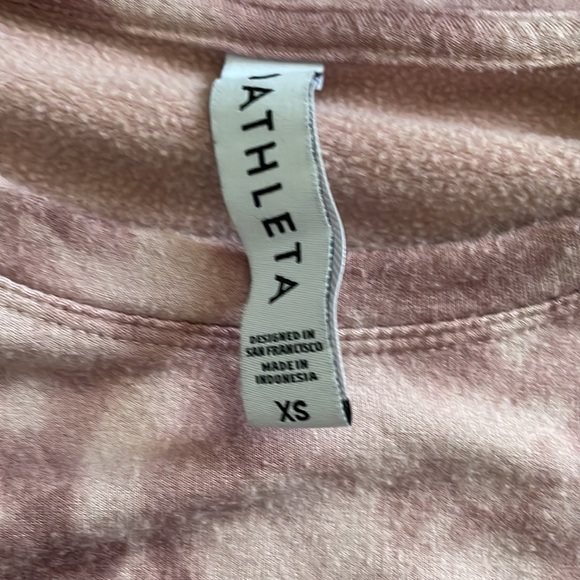 ATHLETA
DESIGNED IN
SAN FRANCISCO
MADE IN
INDONESIA
XS